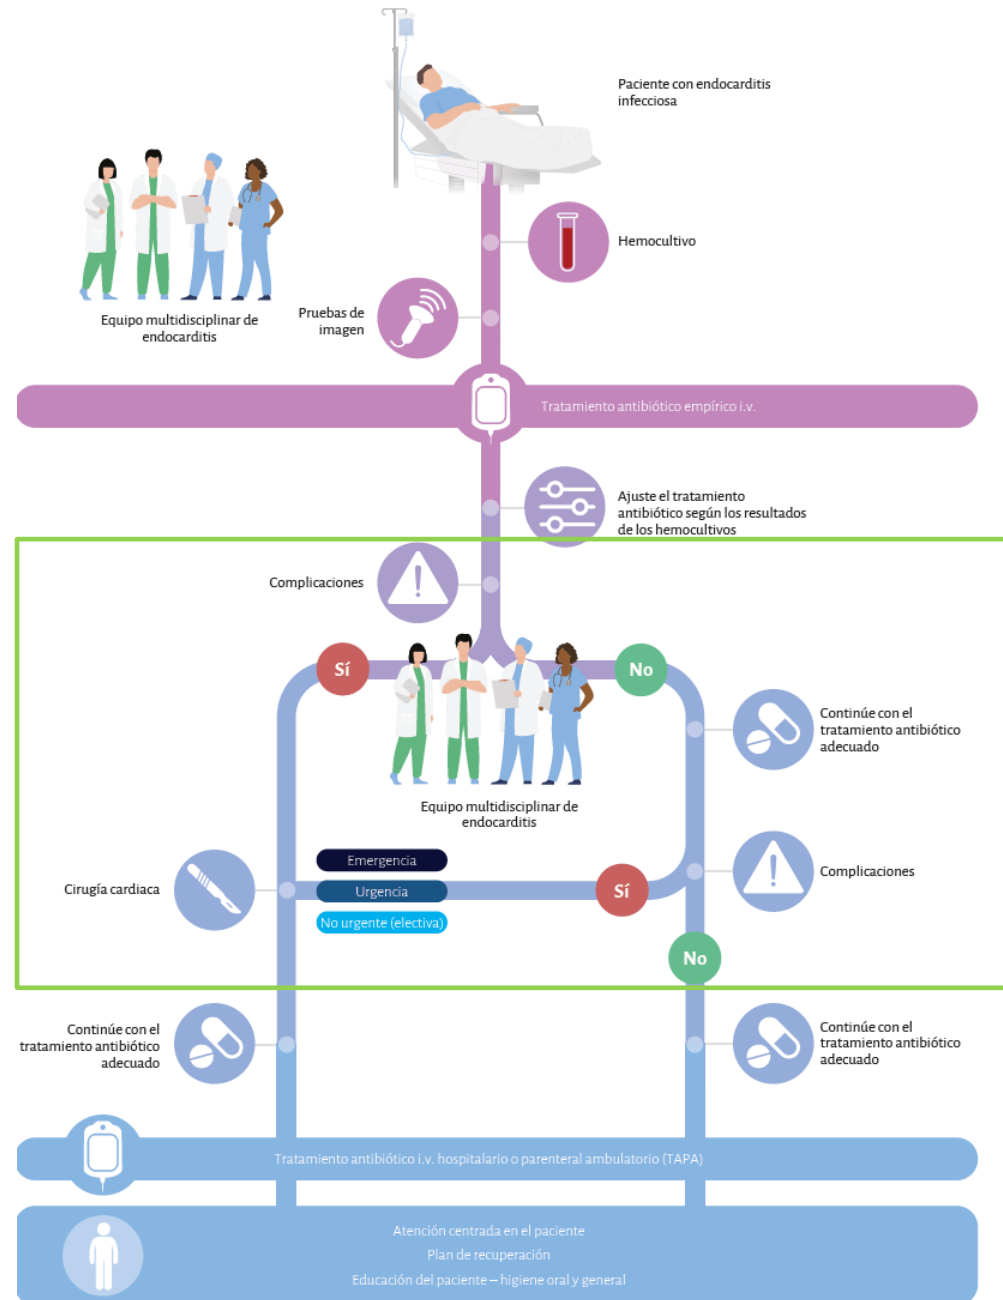 Paciente con endocarditis
infecciosa
Hemocultivo
Equipo multidisciplinar de
endocarditis
Pruebas de
imagen
Tratamiento antibiótico empírico i.v.
Ajuste el tratamiento
antibiótico según los resultados
de los hemocultivos
Complicaciones
Sí
No
Continúe con el
tratamiento antibiótico
adecuado
Equipo multidisciplinar de
endocarditis
Emergencia
Cirugía cardiaca
Urgencia
Sí
Complicaciones
No urgente (electiva)
No
Continúe con el
tratamiento antibiótico
adecuado
Continúe con el
tratamiento antibiótico
adecuado
Tratamiento antibiótico i.v. hospitalario o parenteral ambulatorio (TAPA)
Atención centrada en el paciente
Plan de recuperación
Educación del paciente – higiene oral y general